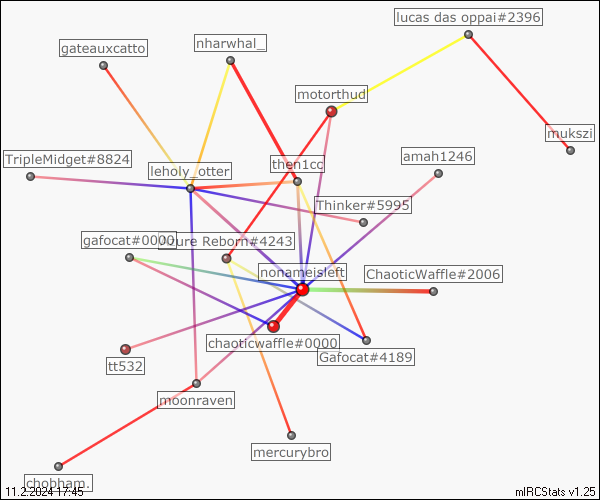 lucas das oppai#2396
nharwhal_
gateauxcatto
motorthud
mukszi
amah1246
TripleMidget#8824
then1cc
leholy_otter
Thinker#5995
gafocat#0000
Reborn#4243
nonameisleft
ChaoticWaffle#2006
chaoticwaffle#0000
Gafocat#4189
tt532
moonraven
mercurybro
chobham.
11.2.2024 17:45
mIRCStats v1.25